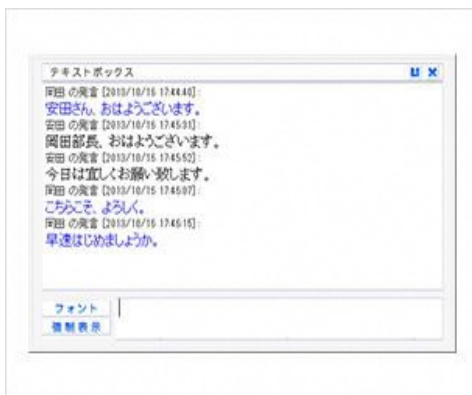 テキストボックス
岡田 の発言 [2013/10/15 17:44:40]:
安田さん、おはようございます。
安田 の発言 [2013/10/15 17:45:31]:
岡田部長、おはようございます。
安田 の発言 [2013/10/15 17:45:52]:
今日は宜しくお願い致します。
岡田 の発言 [2013/10/15 17:46:07]:
こちらこそ、よろしく。
岡田 の発言 [2013/10/15 17:46:15]:
早速はじめましょうか。
フォント
強制表示